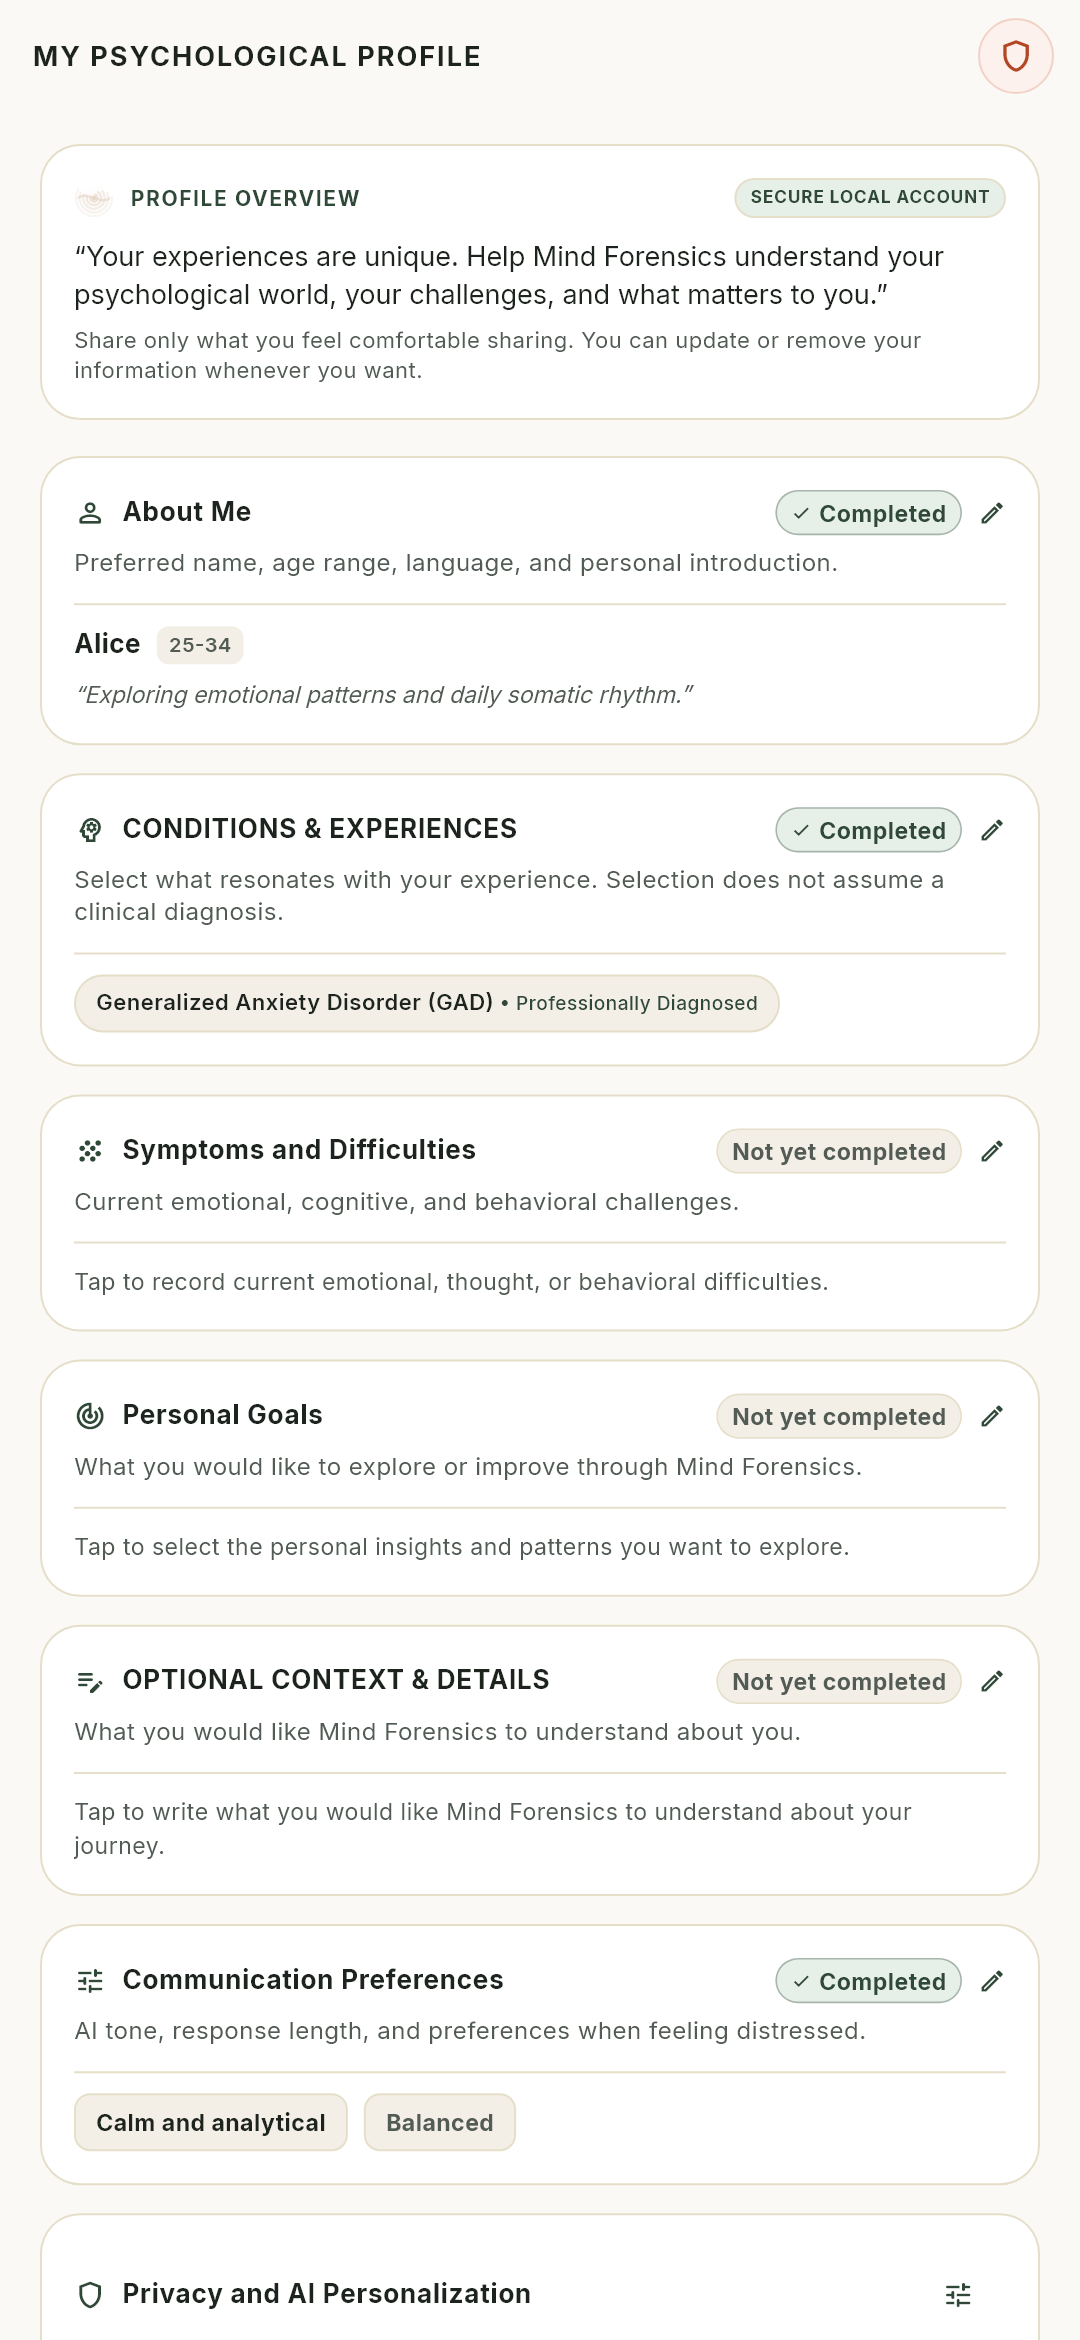 MY PSYCHOLOGICAL PROFILE
PROFILE OVERVIEW
SECURE LOCAL ACCOUNT
“Your experiences are unique. Help Mind Forensics understand your
psychological world, your challenges, and what matters to you.”
Share only what you feel comfortable sharing. You can update or remove your
information whenever you want.
About Me
Completed
Preferred name, age range, language, and personal introduction.
Alice
25-34
“Exploring emotional patterns and daily somatic rhythm.”
CONDITIONS & EXPERIENCES
Completed
Select what resonates with your experience. Selection does not assume a
clinical diagnosis.
Generalized Anxiety Disorder (GAD) • Professionally Diagnosed
Symptoms and Difficulties
Not yet completed
Current emotional, cognitive, and behavioral challenges.
Tap to record current emotional, thought, or behavioral difficulties.
Personal Goals
Not yet completed
What you would like to explore or improve through Mind Forensics.
Tap to select the personal insights and patterns you want to explore.
OPTIONAL CONTEXT & DETAILS
Not yet completed
What you would like Mind Forensics to understand about you.
Tap to write what you would like Mind Forensics to understand about your
journey.
Communication Preferences
Completed
AI tone, response length, and preferences when feeling distressed.
Calm and analytical
Balanced
Privacy and AI Personalization